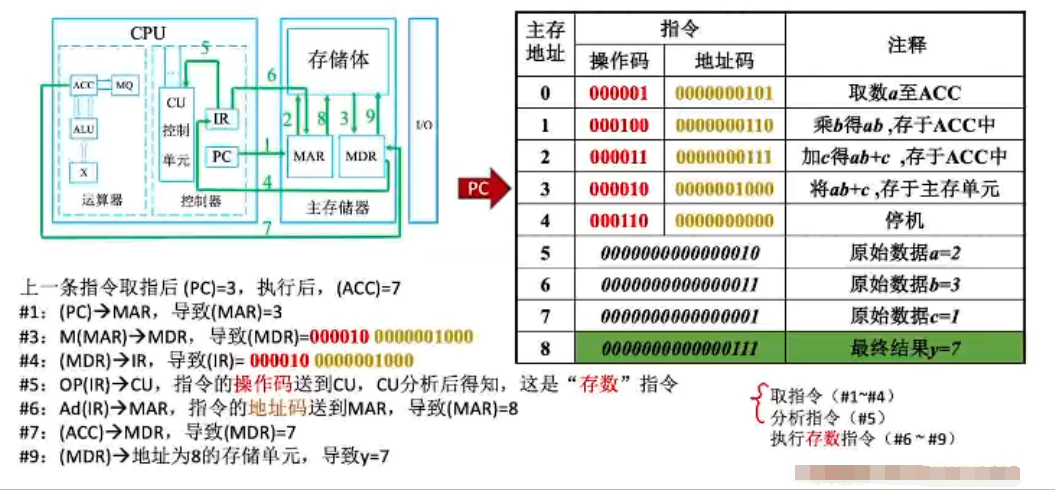 CPU
ACC MQ
ALU
X
运算器
CU
控制
单元
IR
PC
控制器
存储体
MAR MDR
主存储器
I/O
5
6
2 8 3 9
1
4
7
主存地址 指令 注释
操作码 地址码
0 000001 0000000101 取数a至ACC
1 000100 0000000110 乘b得ab ,存于ACC中
2 000011 0000000111 加c得ab+c ,存于ACC中
PC
3 000010 0000001000 将ab+c ,存于主存单元
4 000110 0000000000 停机
5 0000000000000010 原始数据a=2
6 0000000000000011 原始数据b=3
7 0000000000000001 原始数据c=1
8 0000000000000111 最终结果y=7
上一条指令取指后 (PC)=3，执行后，(ACC)=7
#1：(PC)→MAR，导致(MAR)=3
#3：M(MAR)→MDR，导致(MDR)=000010 0000001000
#4：(MDR)→IR，导致(IR)= 000010 0000001000
#5：OP(IR)→CU，指令的操作码送到CU，CU分析后得知，这是“存数”指令
#6：Ad(IR)→MAR，指令的地址码送到MAR，导致(MAR)=8
#7：(ACC)→MDR，导致(MDR)=7
#9：(MDR)→地址为8的存储单元，导致y=7
取指令（#1~#4）
分析指令（#5）
执行存数指令（#6 ~ #9）